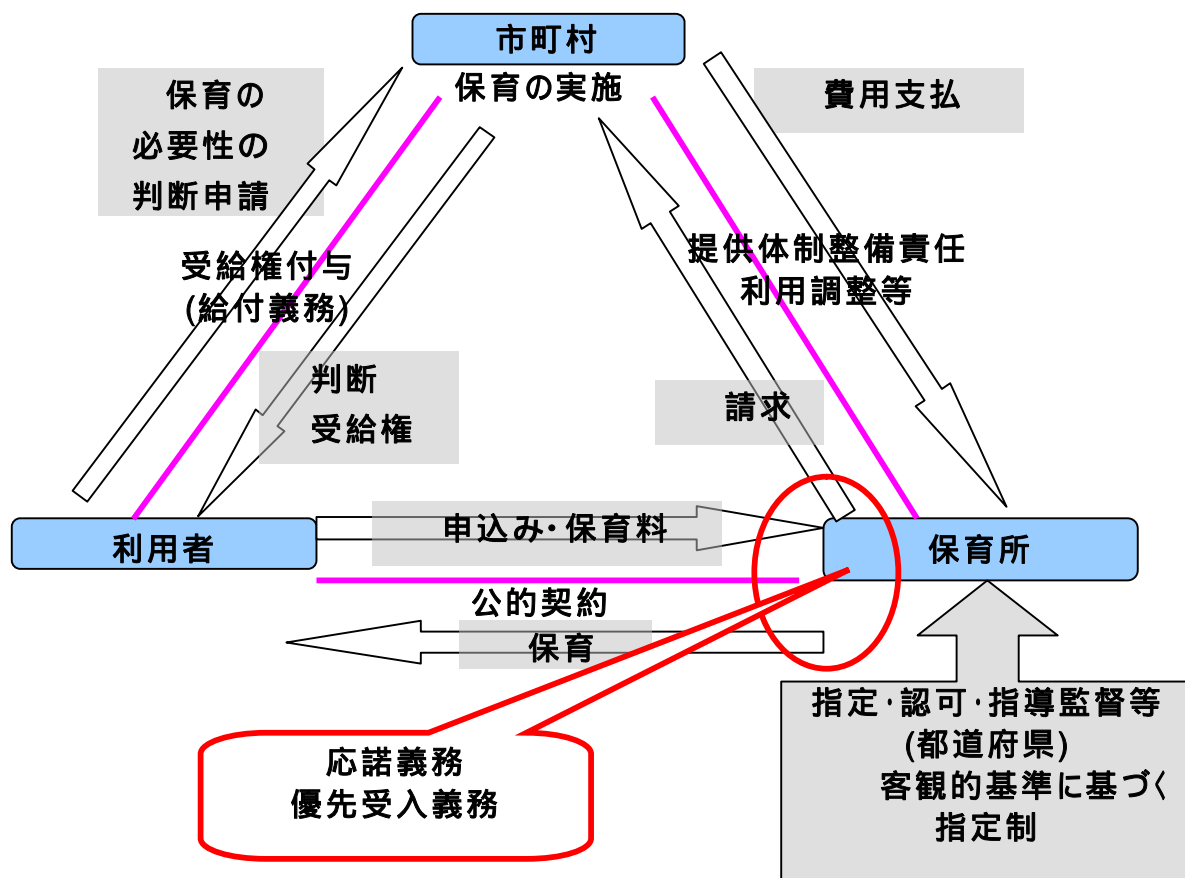 市町村
保育の実施
保育の
必要性の
判断申請
費用支払
受給権付与
(給付義務)
提供体制整備責任
利用調整等
判断
受給権
請求
利用者
申込み・保育料
保育所
公的契約
保育
指定・認可・指導監督等
(都道府県)
客観的基準に基づく
指定制
応諾義務
優先受入義務